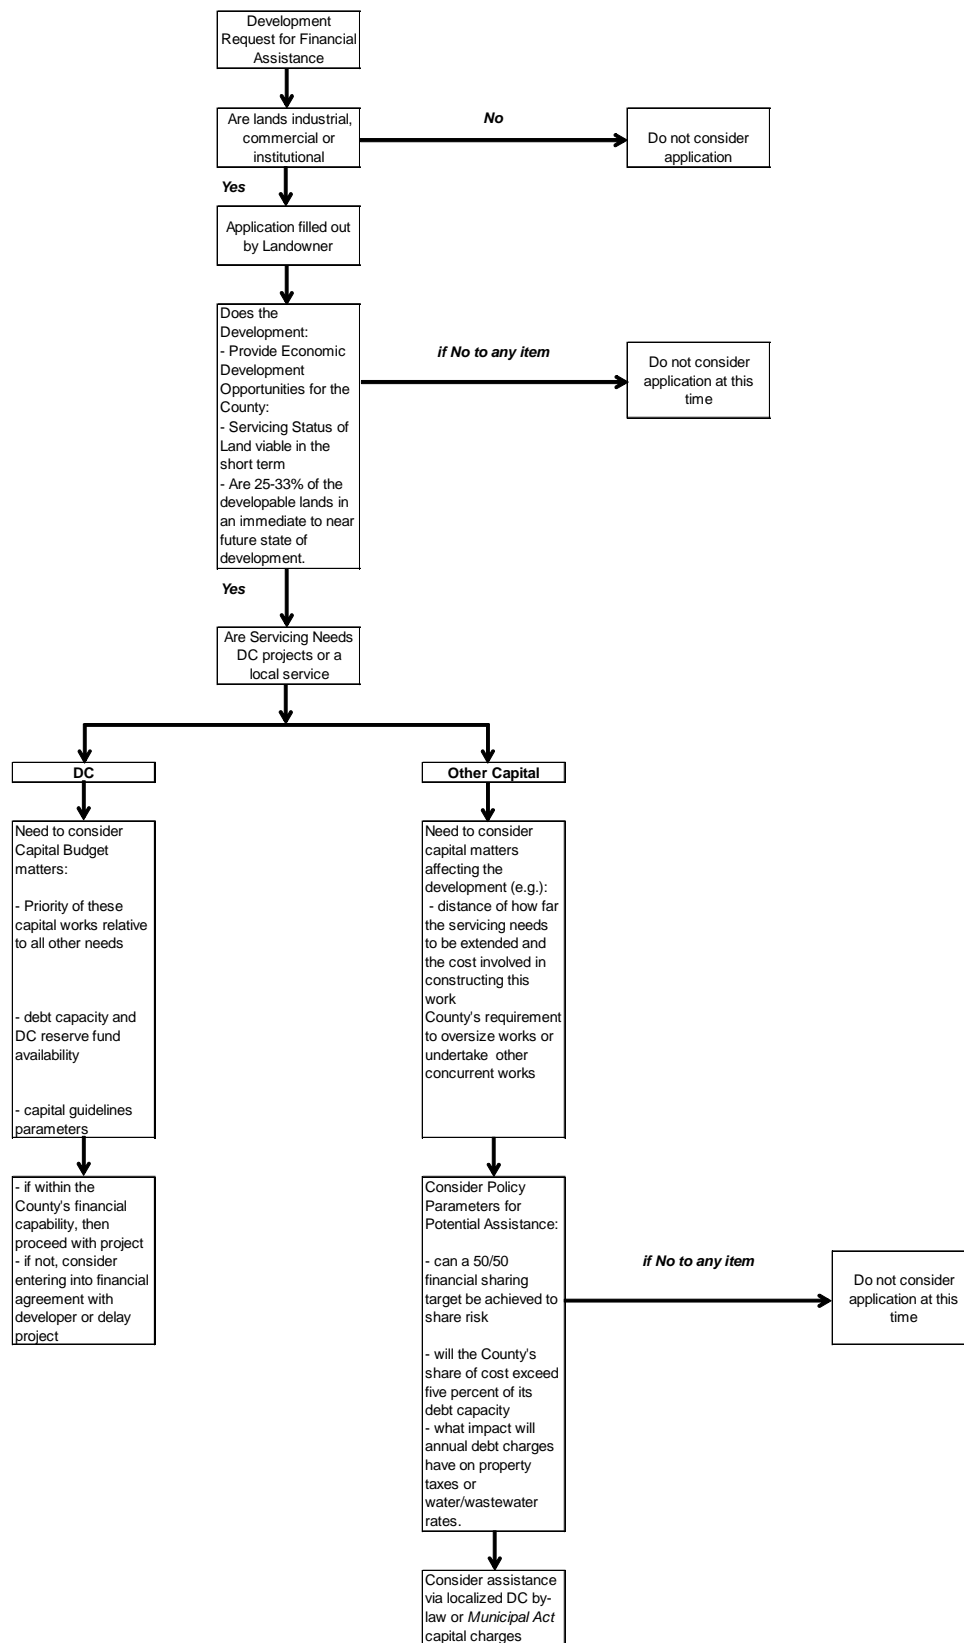 Development
Request for Financial
Assistance
Are lands industrial,
commercial or
institutional
No
Do not consider
application
Yes
Application filled out
by Landowner
Does the
Development:
- Provide Economic
Development
Opportunities for the
County:
- Servicing Status of
Land viable in the
short term
- Are 25-33% of the
developable lands in
an immediate to near
future state of
development.
if No to any item
Do not consider
application at this
time
Yes
Are Servicing Needs
DC projects or a
local service
DC
Need to consider
Capital Budget
matters:
- Priority of these
capital works relative
to all other needs
- debt capacity and
DC reserve fund
availability
- capital guidelines
parameters
- if within the
County's financial
capability, then
proceed with project
- if not, consider
entering into financial
agreement with
developer or delay
project
Other Capital
Need to consider
capital matters
affecting the
development (e.g.):
- distance of how far
the servicing needs
to be extended and
the cost involved in
constructing this
work
County's requirement
to oversize works or
undertake other
concurrent works
Consider Policy
Parameters for
Potential Assistance:
- can a 50/50
financial sharing
target be achieved to
share risk
- will the County's
share of cost exceed
five percent of its
debt capacity
- what impact will
annual debt charges
have on property
taxes or
water/wastewater
rates.
if No to any item
Do not consider
application at this
time
Consider assistance
via localized DC by-
law or Municipal Act
capital charges